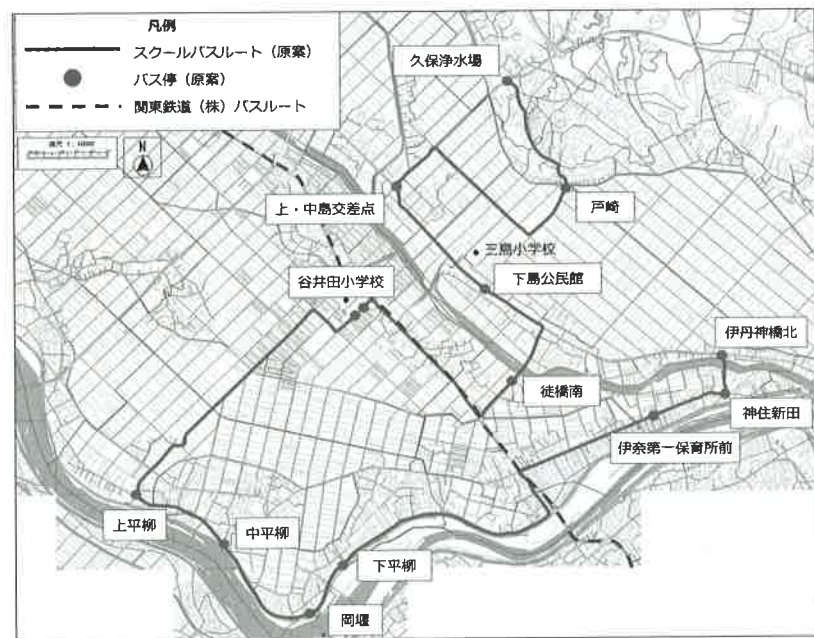 凡例
スクールバスルート（原案）
バス停（原案）
関東鉄道（株）バスルート
N
久保浄水場
戸崎
上・中島交差点
三島小学校
下島公民館
谷井田小学校
伊丹神橋北
徒橋南
神住新田
伊奈第一保育所前
上平柳
中平柳
下平柳
岡堰